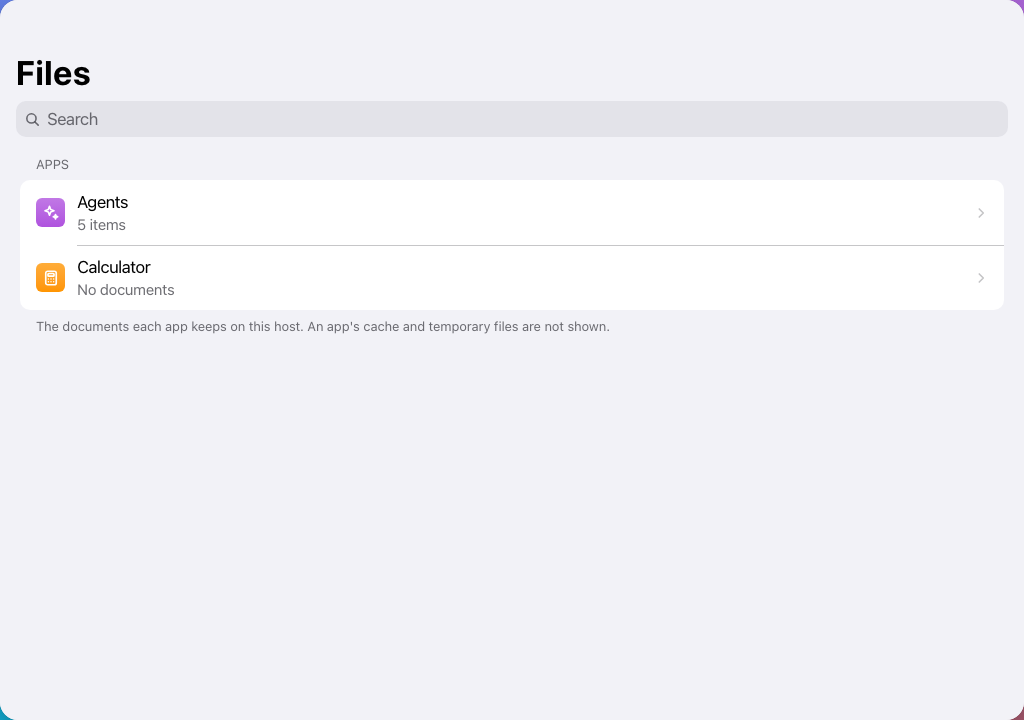 Files
Search
APPS
Agents
5 items
Calculator
No documents
The documents each app keeps on this host. An app's cache and temporary files are not shown.